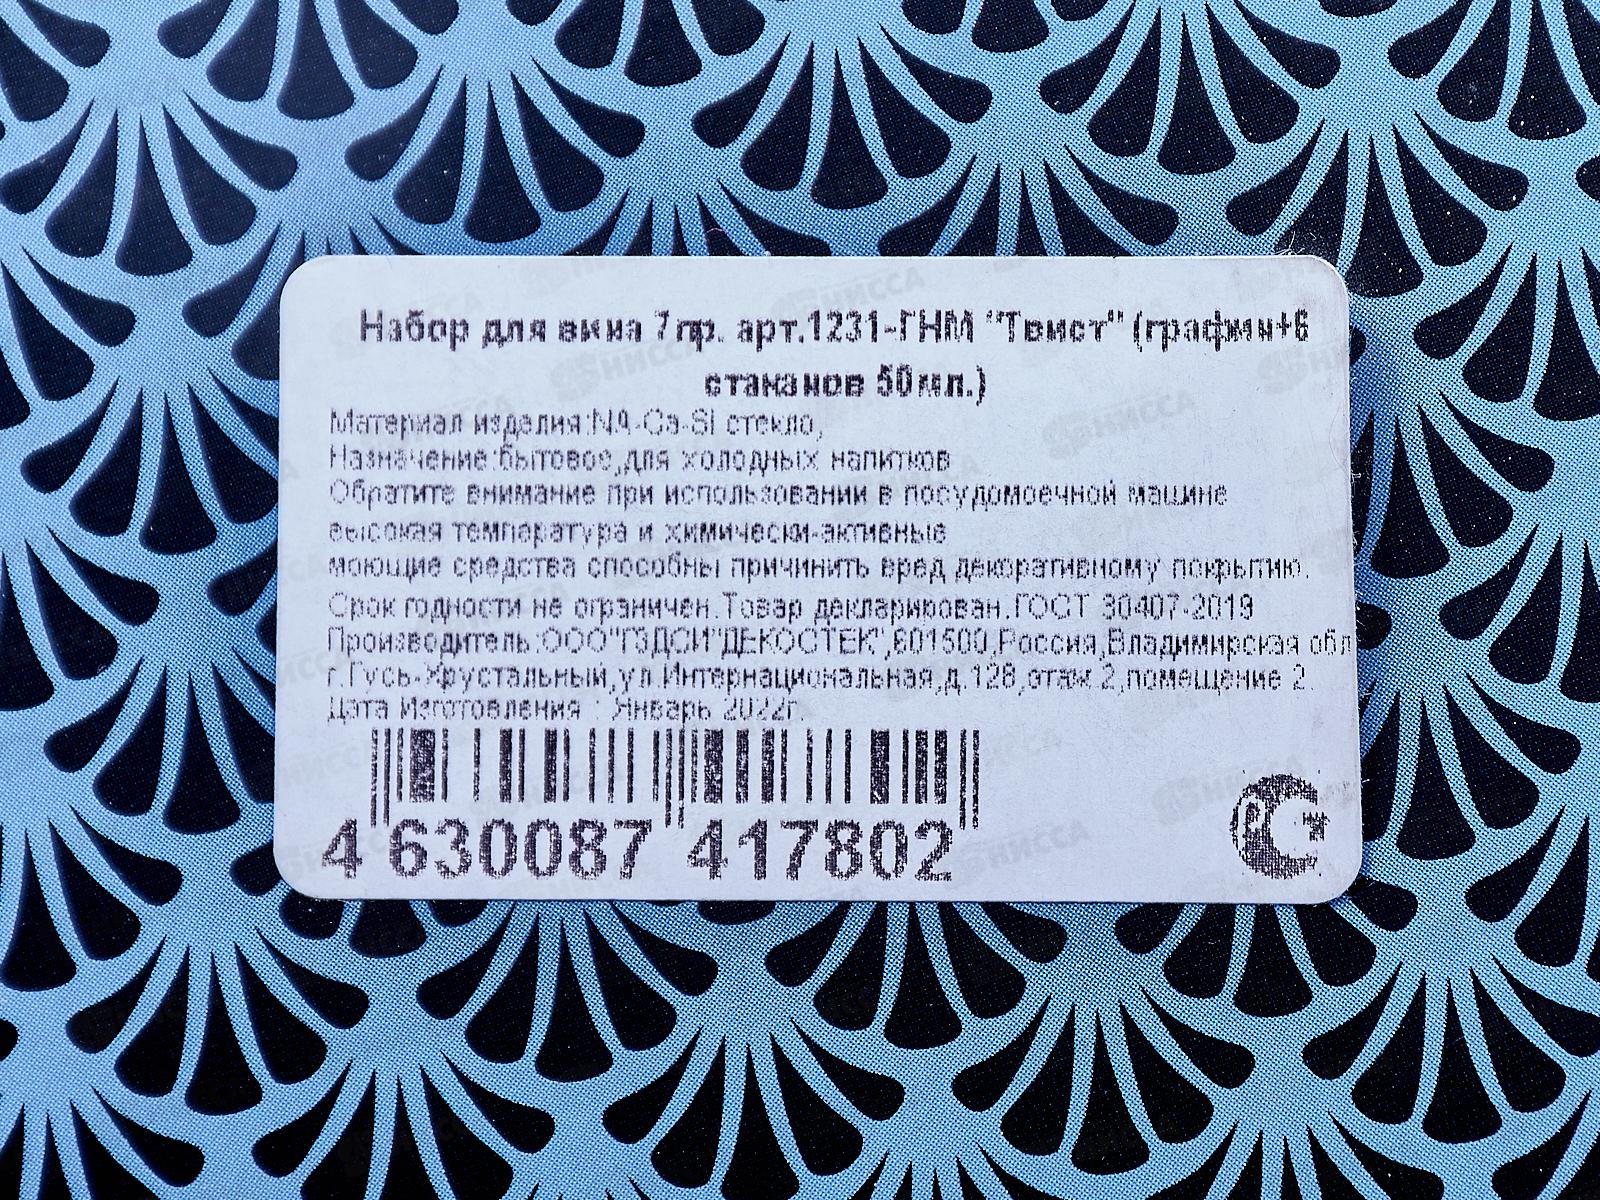 Набор для вина 7пр. арт.1231-ГНМ "Твист" (графин+6
стаканов 50мл.)
Материал изделия:NA-Ca-SI стекло,
Назначение:бытовое,для холодных напитков
Обратите внимание при использовании в посудомоечной машине
высокая температура и химически-активные
моющие средства способны причинить вред декоративному покрытию.
Срок годности не ограничен.Товар декларирован.ГОСТ 30407-2019
Производитель:ООО"ГЗДСИ"ДЕКОСТЕК",601500,Россия,Владимирская обл
г.Гусь-Хрустальный,ул.Интернациональная,д.128,этаж 2,помещение 2.
Дата Изготовления : Январь 2022г.
4 630087 417802